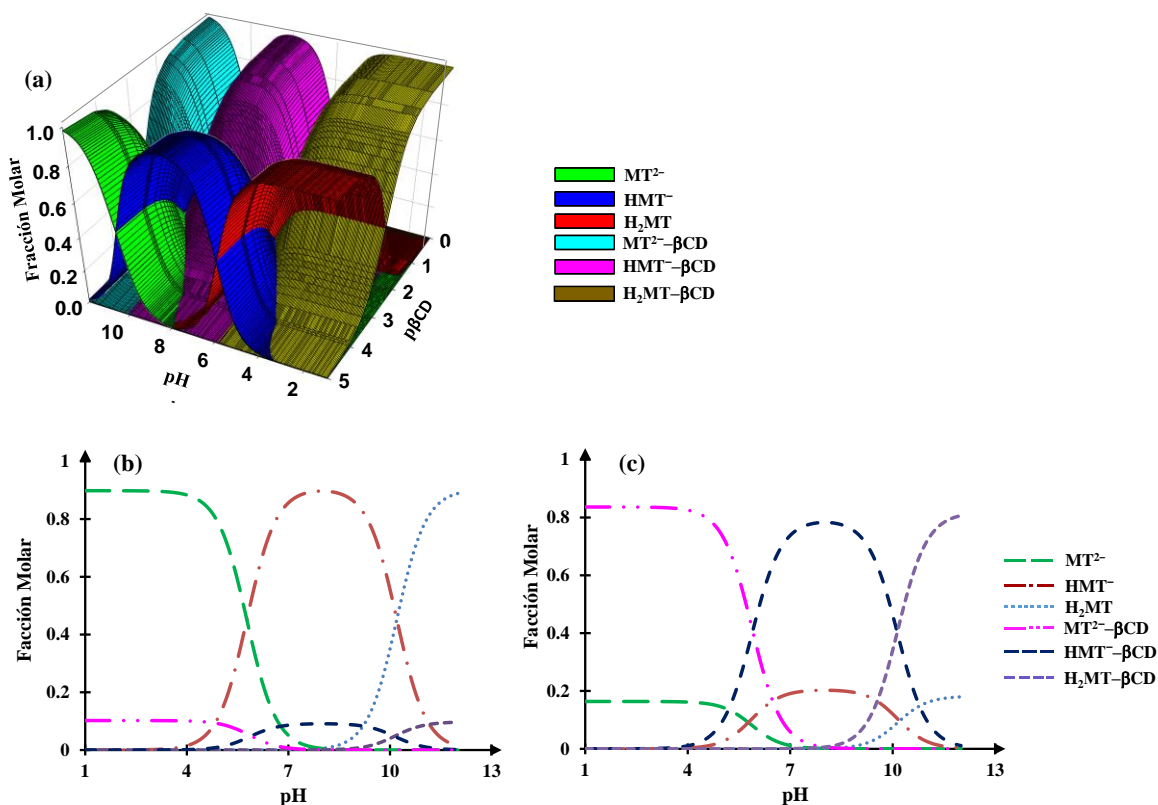 (a)
Fracción Molar
1.0
0.8
0.6
0.4
0.2
0.0
10
8
6
4
2
pH
0
1
2
3
4
5
pβCD
MT²⁻
HMT⁻
H₂MT
MT²⁻–βCD
HMT⁻–βCD
H₂MT–βCD
(b)
Facción Molar
1
0.8
0.6
0.4
0.2
0
1
4
7
10
13
pH
(c)
Facción Molar
1
0.8
0.6
0.4
0.2
0
1
4
7
10
13
pH
MT²⁻
HMT⁻
H₂MT
MT²⁻–βCD
HMT⁻–βCD
H₂MT–βCD